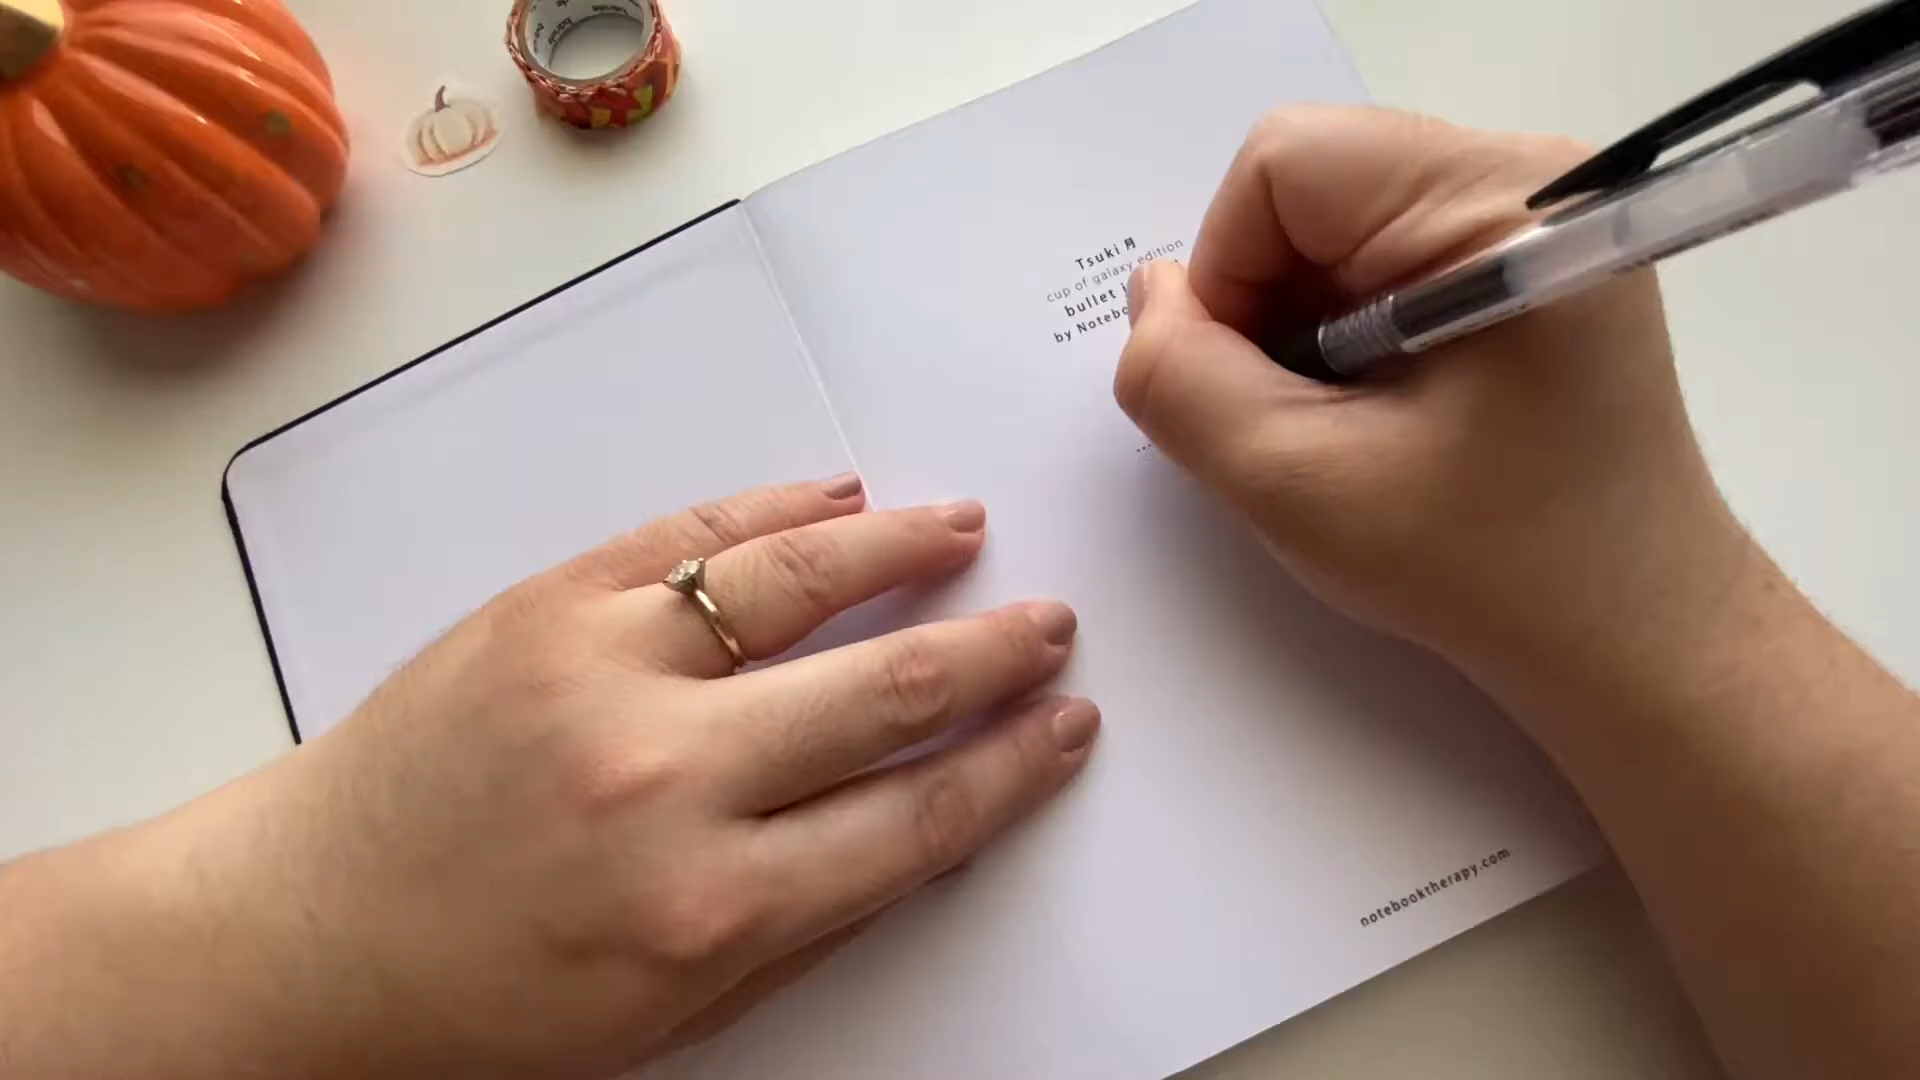 Tsuki 月
cup of galaxy edition
bullet
by
notebooktherapy.com